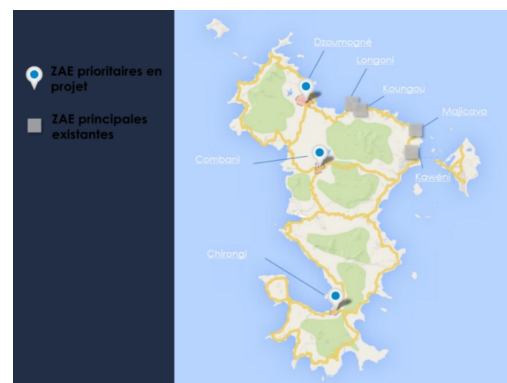 ZAE prioritaires en
projet
ZAE principales
existantes
Dzoumogné
Longoni
Koungou
Majicavo
Combani
Kawéni
Chirongi